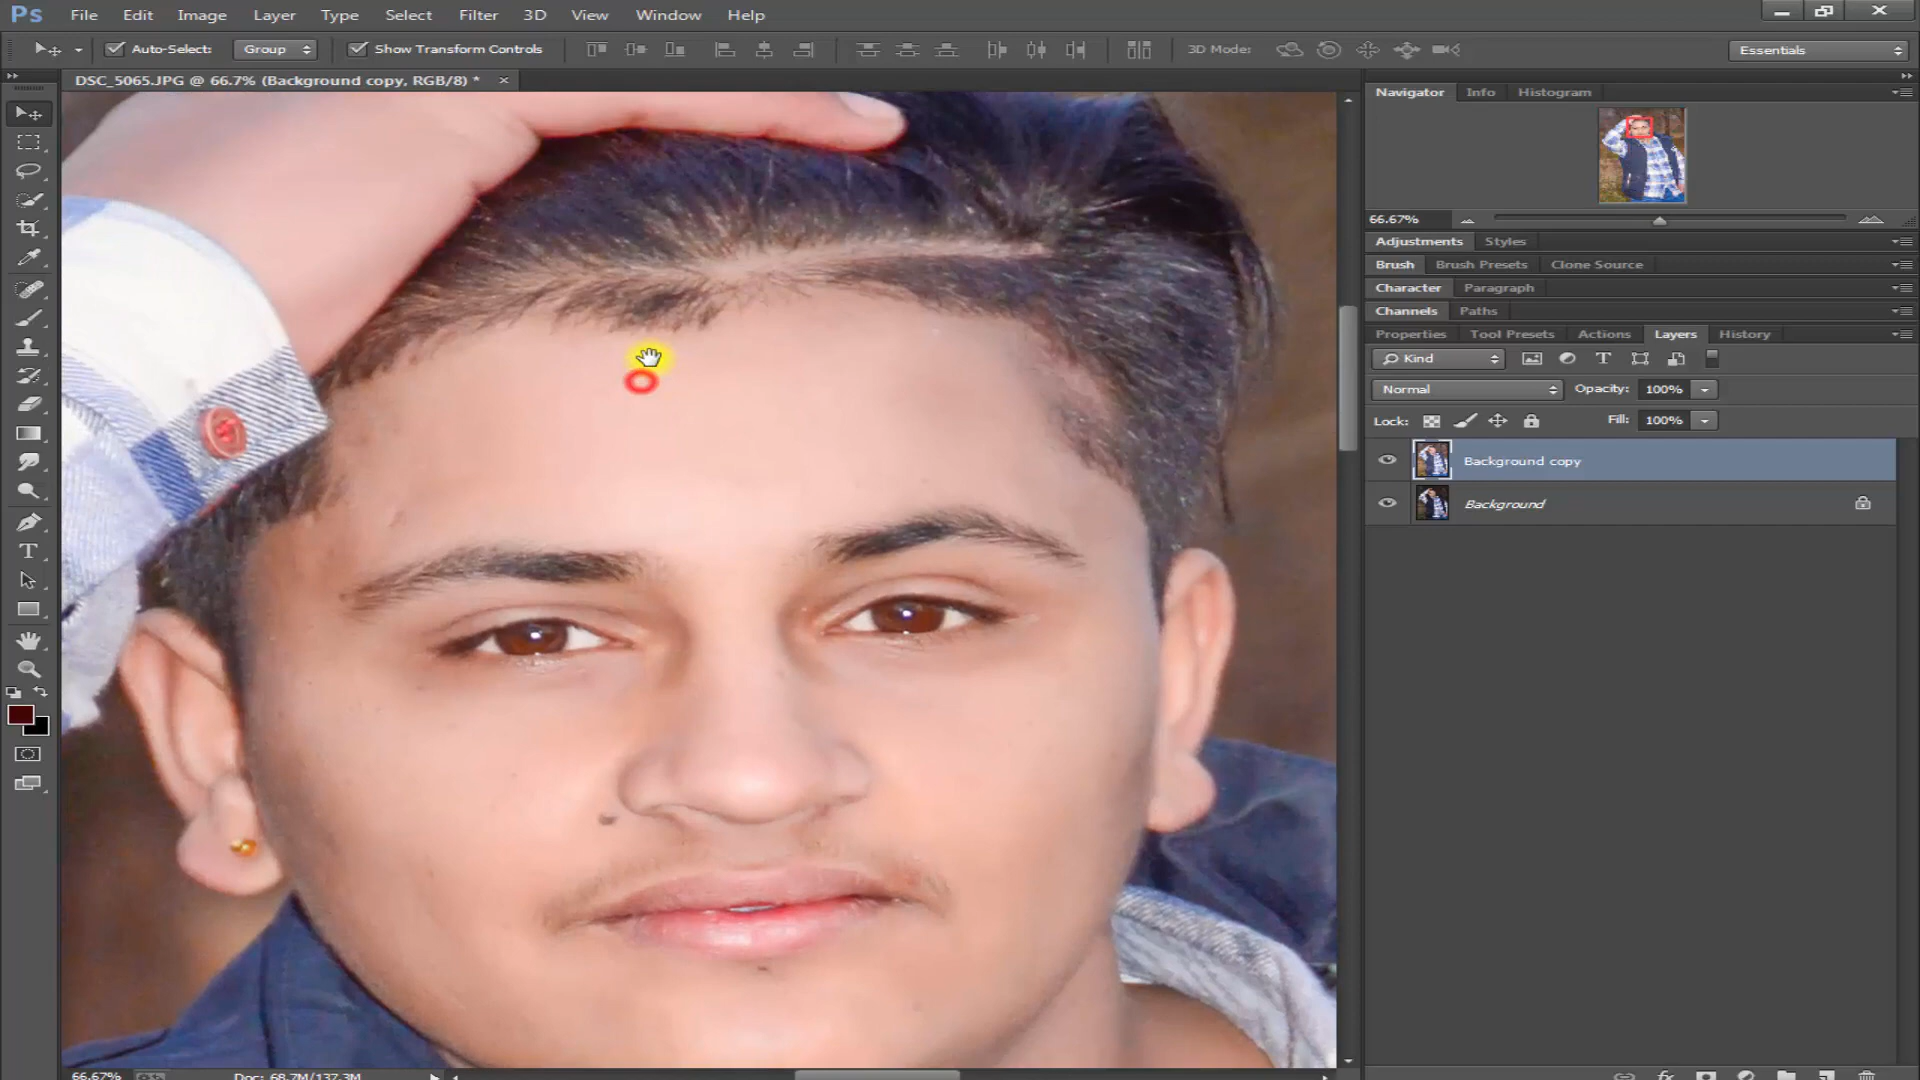 Ps File Edit Image Layer Type Select Filter 3D View Window Help
Auto-Select: Group Show Transform Controls 3D Mode: Essentials
DSC_5065.JPG @ 66.7% (Background copy, RGB/8) * ×
Navigator Info Histogram
66.67%
Adjustments Styles
Brush Brush Presets Clone Source
Character Paragraph
Channels Paths
Properties Tool Presets Actions Layers History
Kind
Normal Opacity: 100%
Lock: Fill: 100%
Background copy
Background
66.67% Doc: 68.7M/137.3M